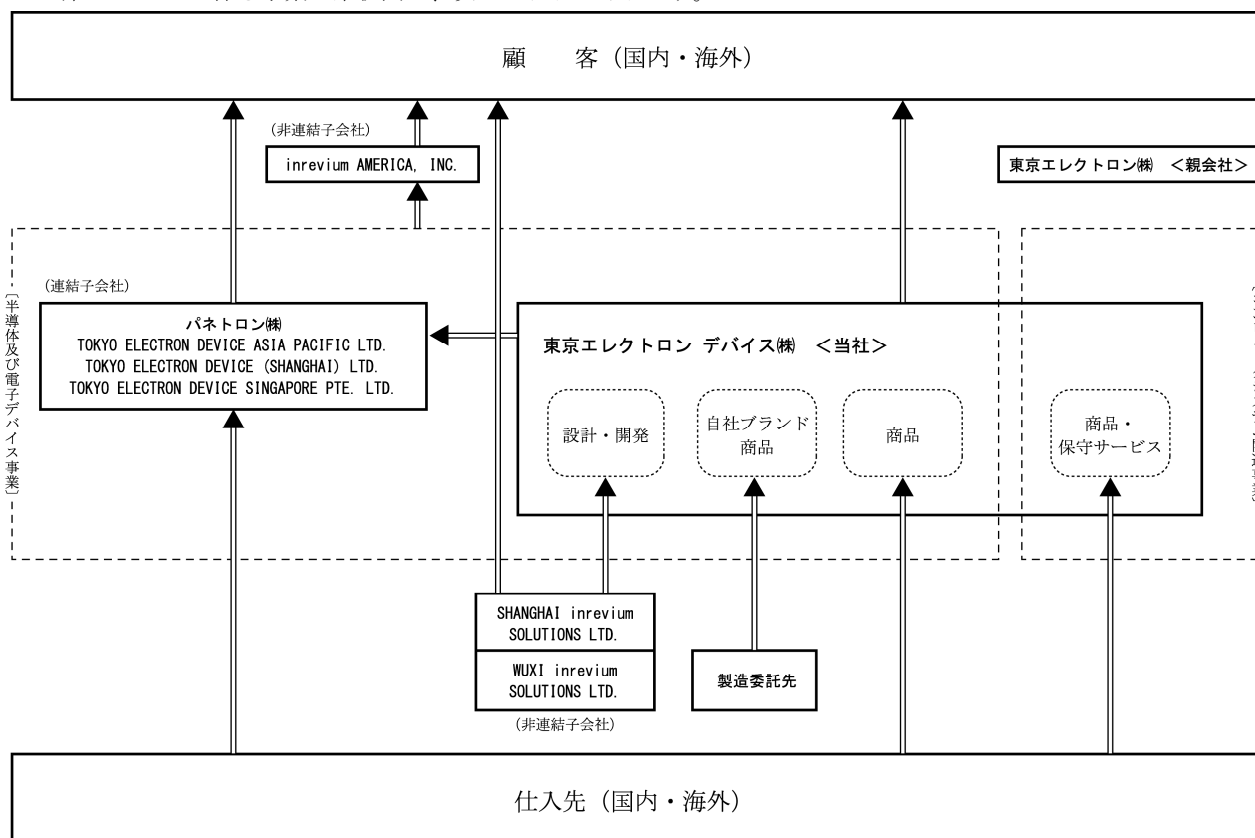 顧　　客（国内・海外）
(非連結子会社)
inrevium AMERICA, INC.
東京エレクトロン㈱　＜親会社＞
(連結子会社)
〔半導体及び電子デバイス事業〕
パネトロン㈱
TOKYO ELECTRON DEVICE ASIA PACIFIC LTD.
TOKYO ELECTRON DEVICE (SHANGHAI) LTD.
TOKYO ELECTRON DEVICE SINGAPORE PTE. LTD.
東京エレクトロン デバイス㈱　＜当社＞
設計・開発
自社ブランド
商品
商品
商品・
保守サービス
SHANGHAI inrevium
SOLUTIONS LTD.
WUXI inrevium
SOLUTIONS LTD.
(非連結子会社)
製造委託先
仕入先（国内・海外）